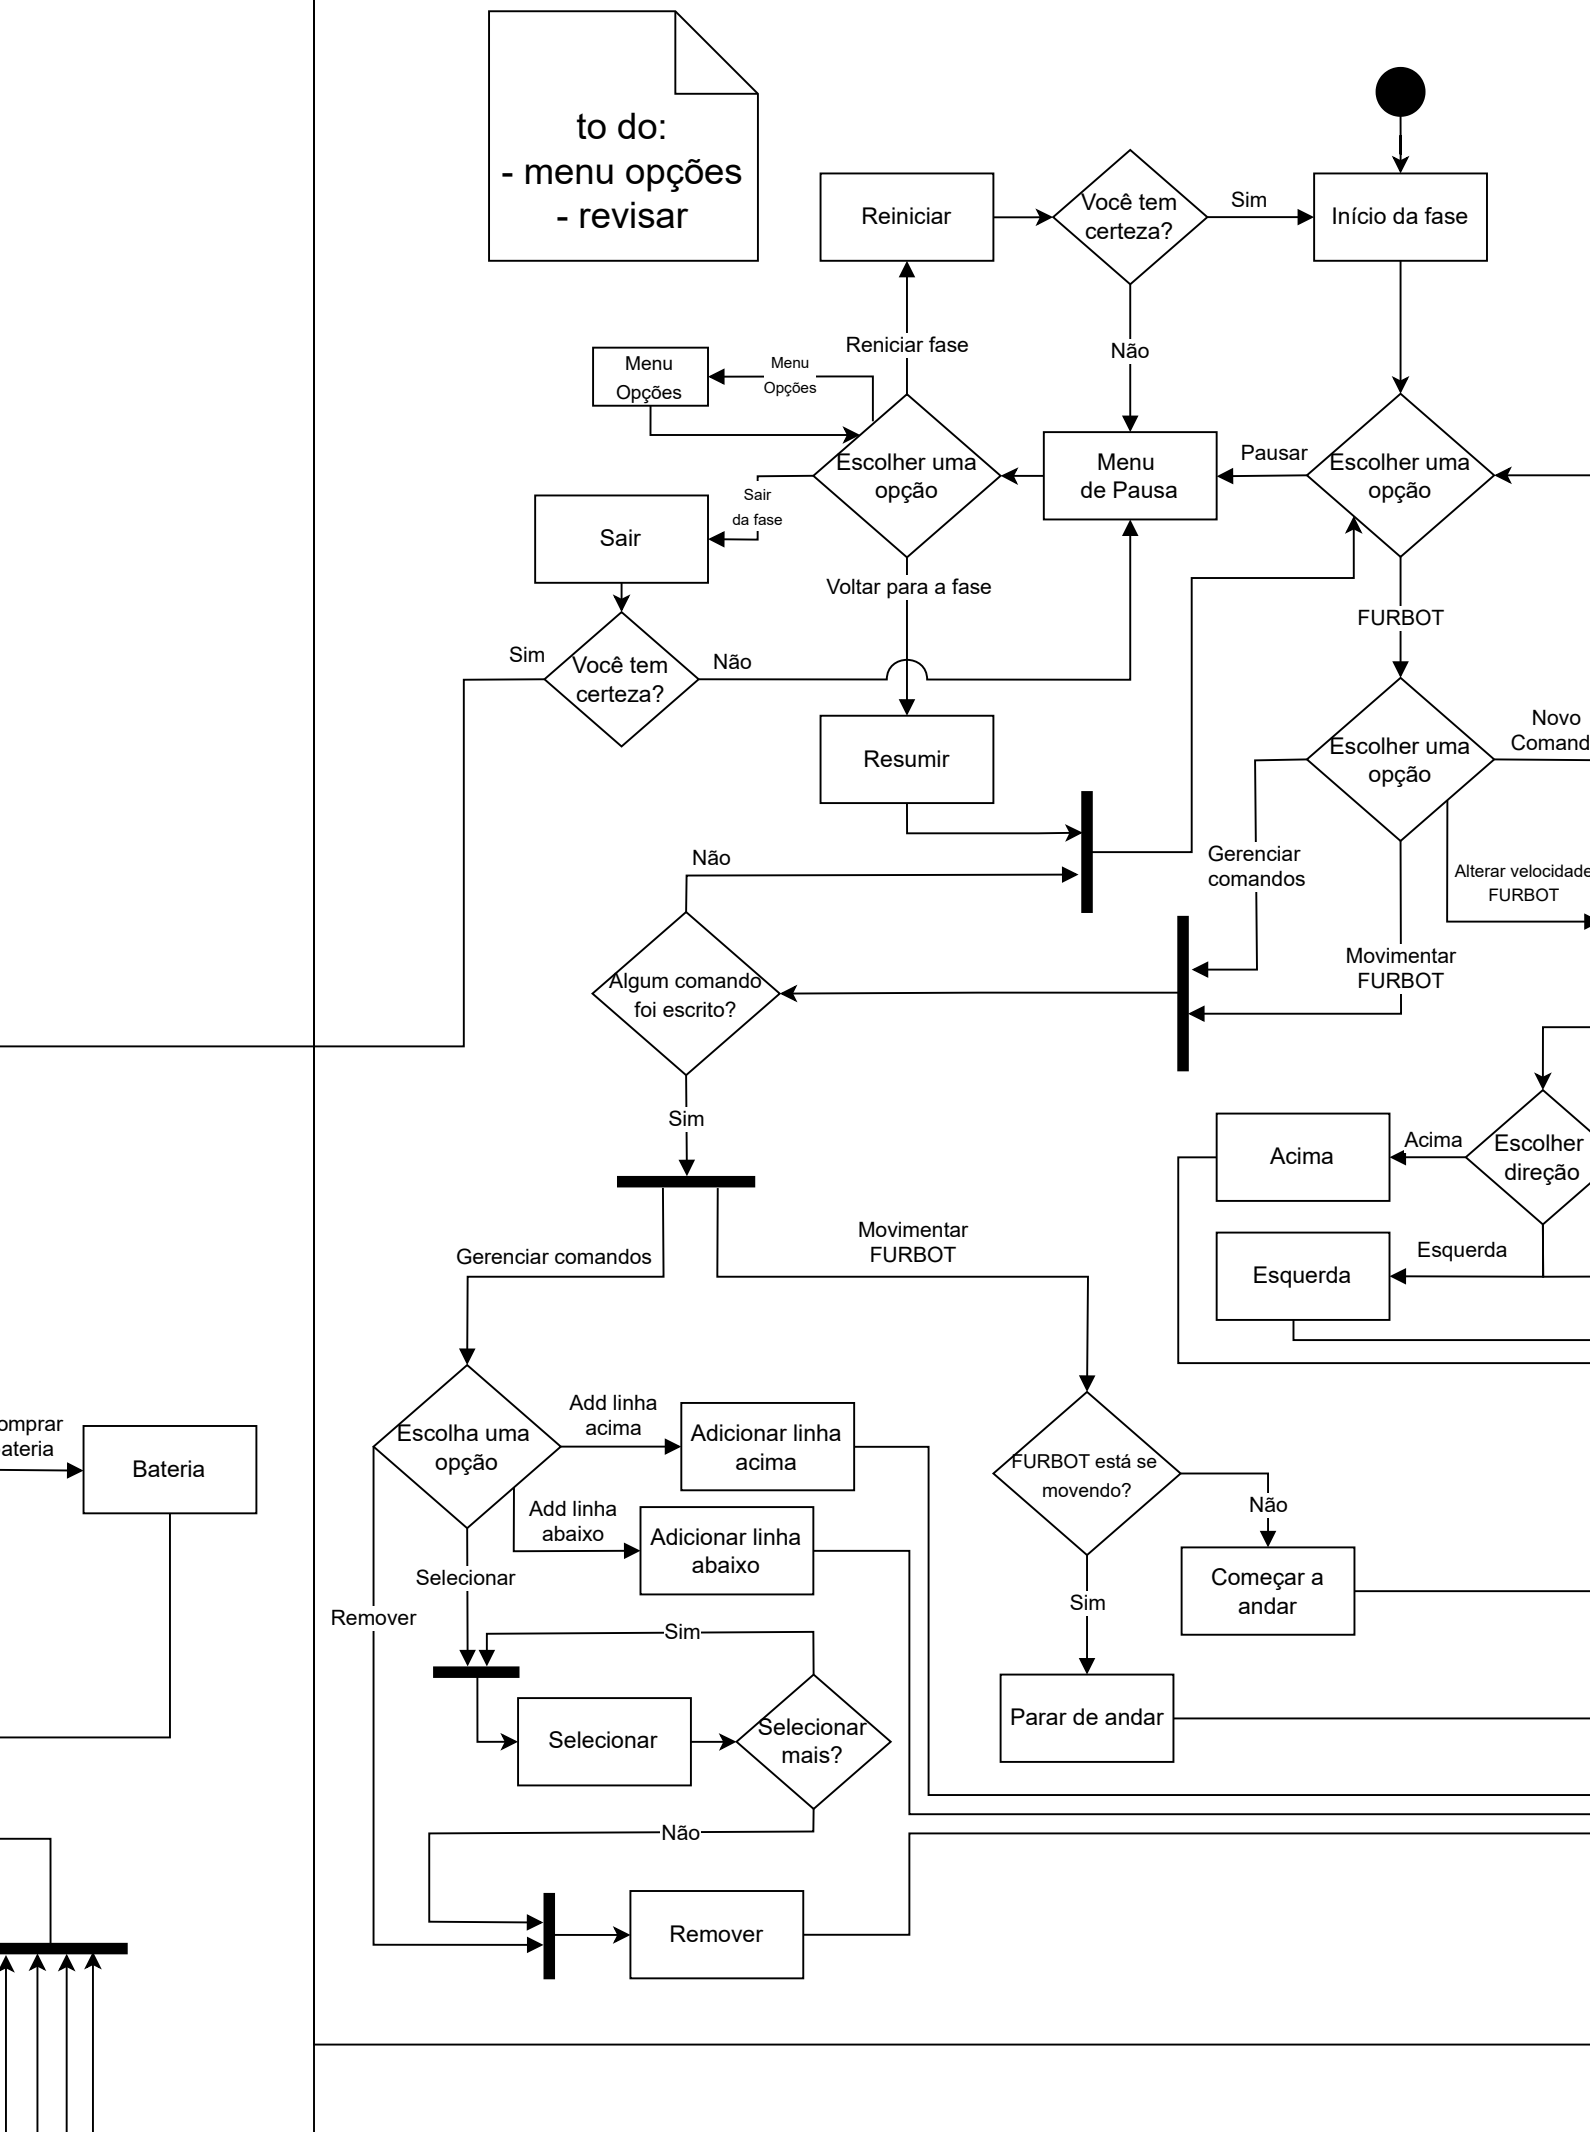 to do:
- menu opções
- revisar
Reiniciar
Você tem
certeza?
Sim
Início da fase
Reniciar fase
Não
Menu
Opções
Menu
Opções
Escolher uma
opção
Menu
de Pausa
Pausar
Escolher uma
opção
Sair
da fase
Sair
Voltar para a fase
FURBOT
Sim
Você tem
certeza?
Não
Resumir
Escolher uma
opção
Novo
Comand
Não
Gerenciar
comandos
Alterar velocidade
FURBOT
Movimentar
FURBOT
Algum comando
foi escrito?
Sim
Acima
Acima
Escolher
direção
Gerenciar comandos
Movimentar
FURBOT
Esquerda
Esquerda
omprar
ateria
Bateria
Escolha uma
opção
Add linha
acima
Adicionar linha
acima
FURBOT está se
movendo?
Não
Add linha
abaixo
Adicionar linha
abaixo
Selecionar
Começar a
andar
Remover
Sim
Sim
Selecionar
Selecionar
mais?
Parar de andar
Não
Remover